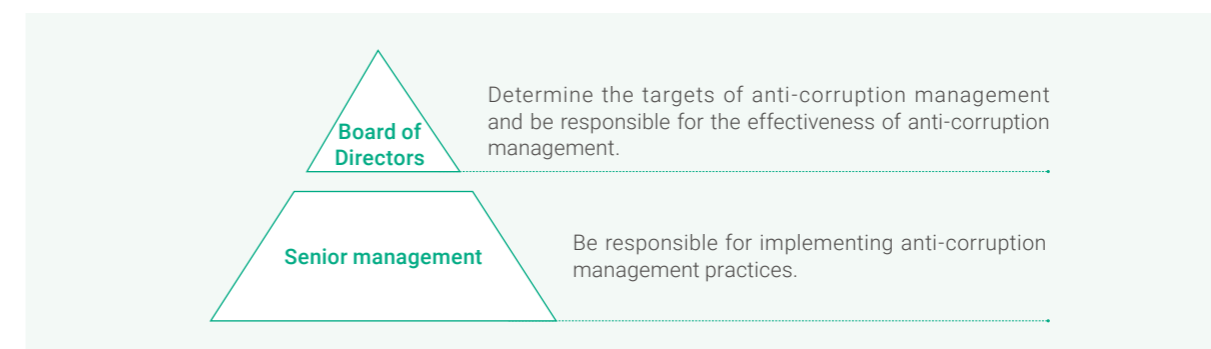 Board of
Directors
Determine the targets of anti-corruption management
and be responsible for the effectiveness of anti-corruption
management.
Senior management
Be responsible for implementing anti-corruption
management practices.